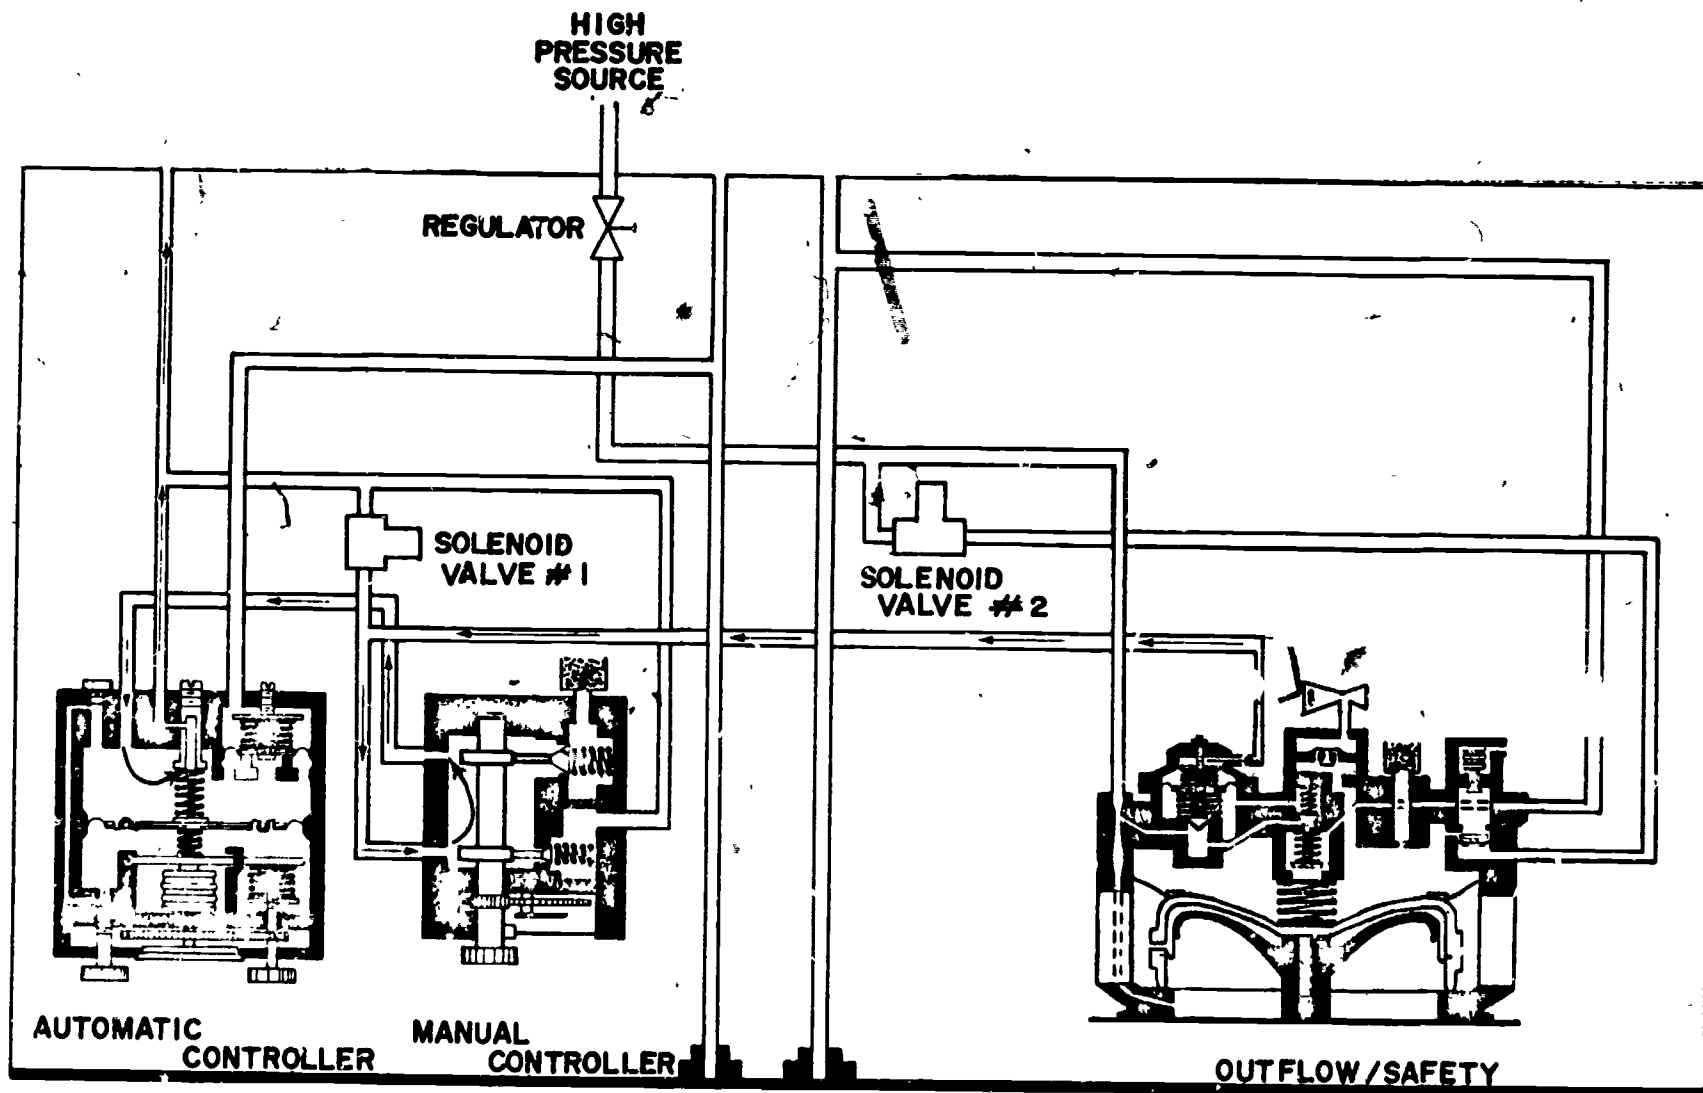 HIGH
PRESSURE
SOURCE
REGULATOR
SOLENOID
VALVE #1
SOLENOID
VALVE #2
AUTOMATIC
CONTROLLER
MANUAL
CONTROLLER
OUTFLOW/SAFETY